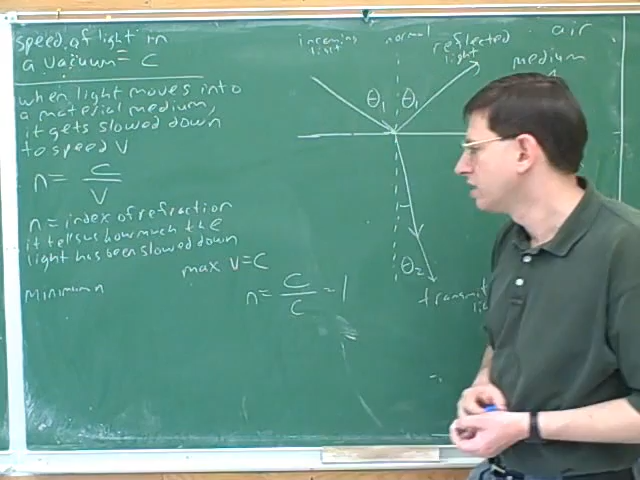 speed of light in
a vacuum = c
when light moves into
a material medium,
it gets slowed down
to speed v
n = c/v
n = index of refraction
it tells us how much the
light has been slowed down
max v = c
minimum n
n = c/c = 1
incoming
light
normal
reflected
light
air
medium
θ₁ θ₁
θ₂